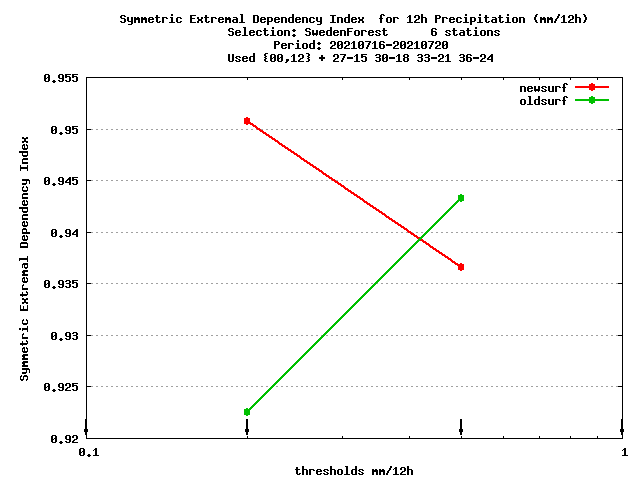 Symmetric Extremal Dependency Index  for 12h Precipitation (mm/12h)
Selection: SwedenForest      6 stations
Period: 20210716-20210720
Used {00,12} + 27-15 30-18 33-21 36-24
newsurf
oldsurf
Symmetric Extremal Dependency Index
0.955
0.95
0.945
0.94
0.935
0.93
0.925
0.92
0.1
1
thresholds mm/12h